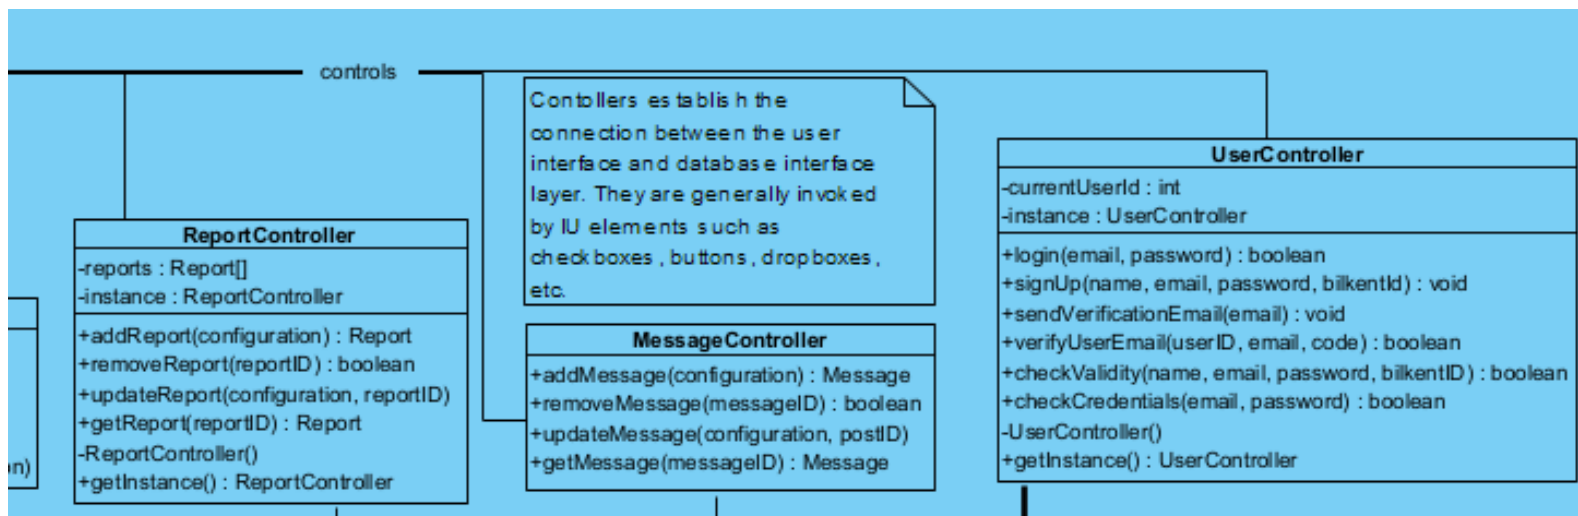 controls
Contollers establish the
connection between the user
interface and database interface
layer. They are generally invoked
by IU elements such as
checkboxes, buttons, dropboxes,
etc.
UserController
-currentUserId : int
-instance : UserController
+login(email, password) : boolean
+signUp(name, email, password, bilkentId) : void
+sendVerificationEmail(email) : void
+verifyUserEmail(userID, email, code) : boolean
+checkValidity(name, email, password, bilkentID) : boolean
+checkCredentials(email, password) : boolean
-UserController()
+getInstance() : UserController
ReportController
-reports : Report[]
-instance : ReportController
+addReport(configuration) : Report
+removeReport(reportID) : boolean
+updateReport(configuration, reportID)
+getReport(reportID) : Report
-ReportController()
+getInstance() : ReportController
MessageController
+addMessage(configuration) : Message
+removeMessage(messageID) : boolean
+updateMessage(configuration, postID)
+getMessage(messageID) : Message
on)